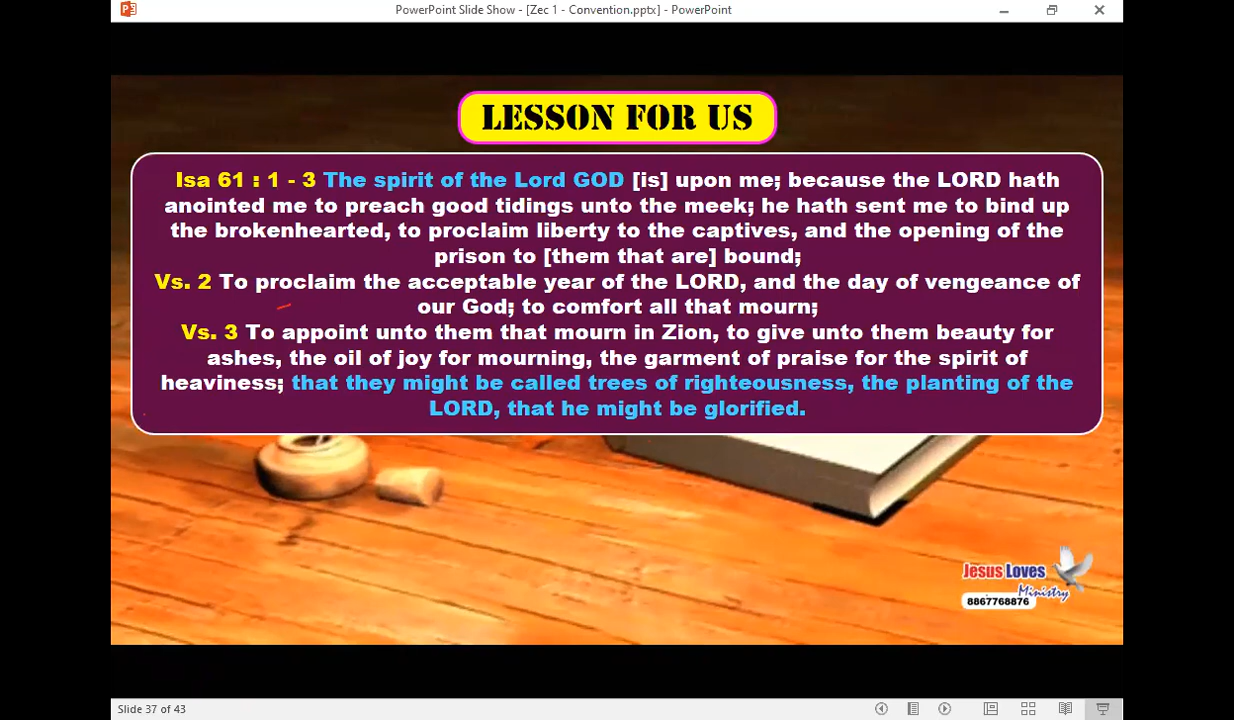 PowerPoint Slide Show - [Zec 1 - Convention.pptx] - PowerPoint
LESSON FOR US
Isa 61 : 1 - 3 The spirit of the Lord GOD [is] upon me; because the LORD hath
anointed me to preach good tidings unto the meek; he hath sent me to bind up
the brokenhearted, to proclaim liberty to the captives, and the opening of the
prison to [them that are] bound;
Vs. 2 To proclaim the acceptable year of the LORD, and the day of vengeance of
our God; to comfort all that mourn;
Vs. 3 To appoint unto them that mourn in Zion, to give unto them beauty for
ashes, the oil of joy for mourning, the garment of praise for the spirit of
heaviness; that they might be called trees of righteousness, the planting of the
LORD, that he might be glorified.
Jesus Loves
Ministry
8867768876
Slide 37 of 43